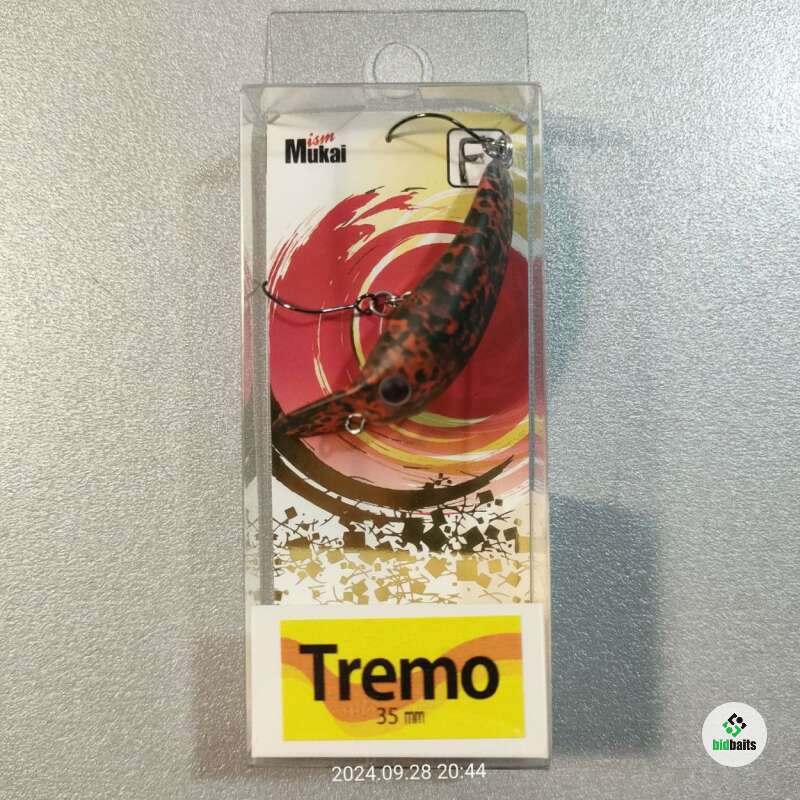 ism
Mukai
F
Tremo
35 mm
2024.09.28 20:44
bidbaits